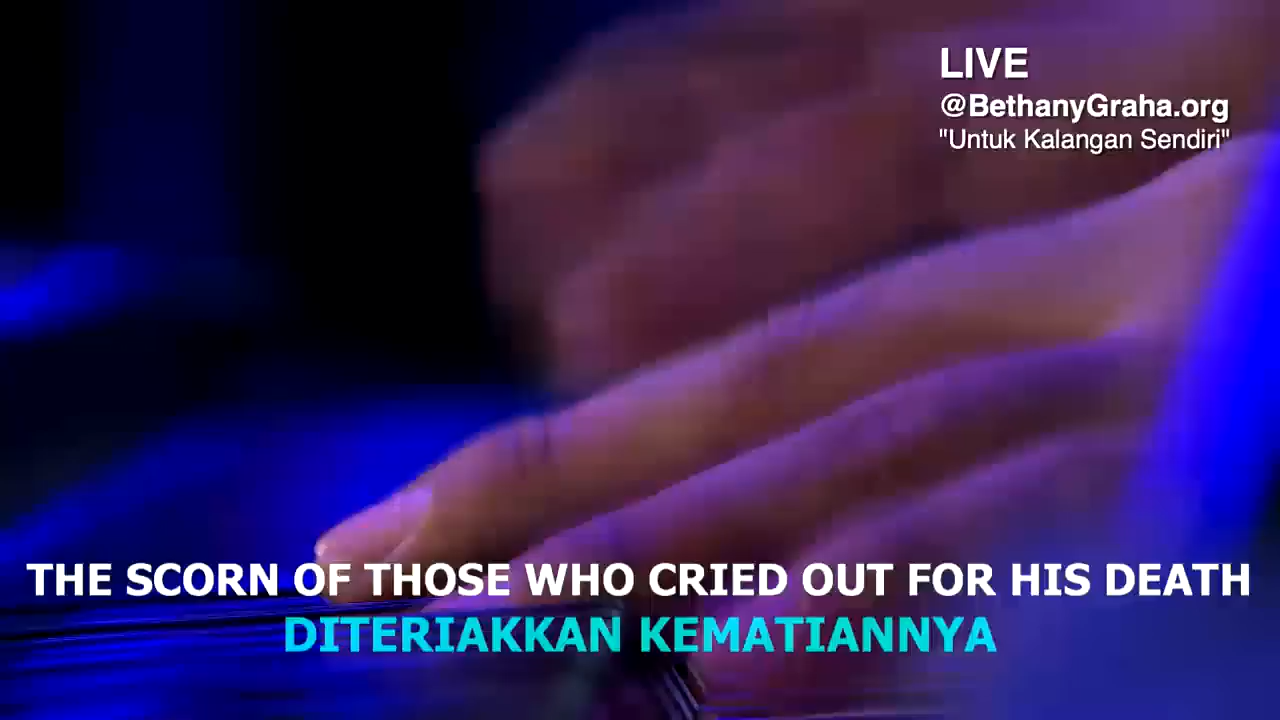 LIVE
@BethanyGraha.org
"Untuk Kalangan Sendiri"
THE SCORN OF THOSE WHO CRIED OUT FOR HIS DEATH
DITERIAKKAN KEMATIANNYA